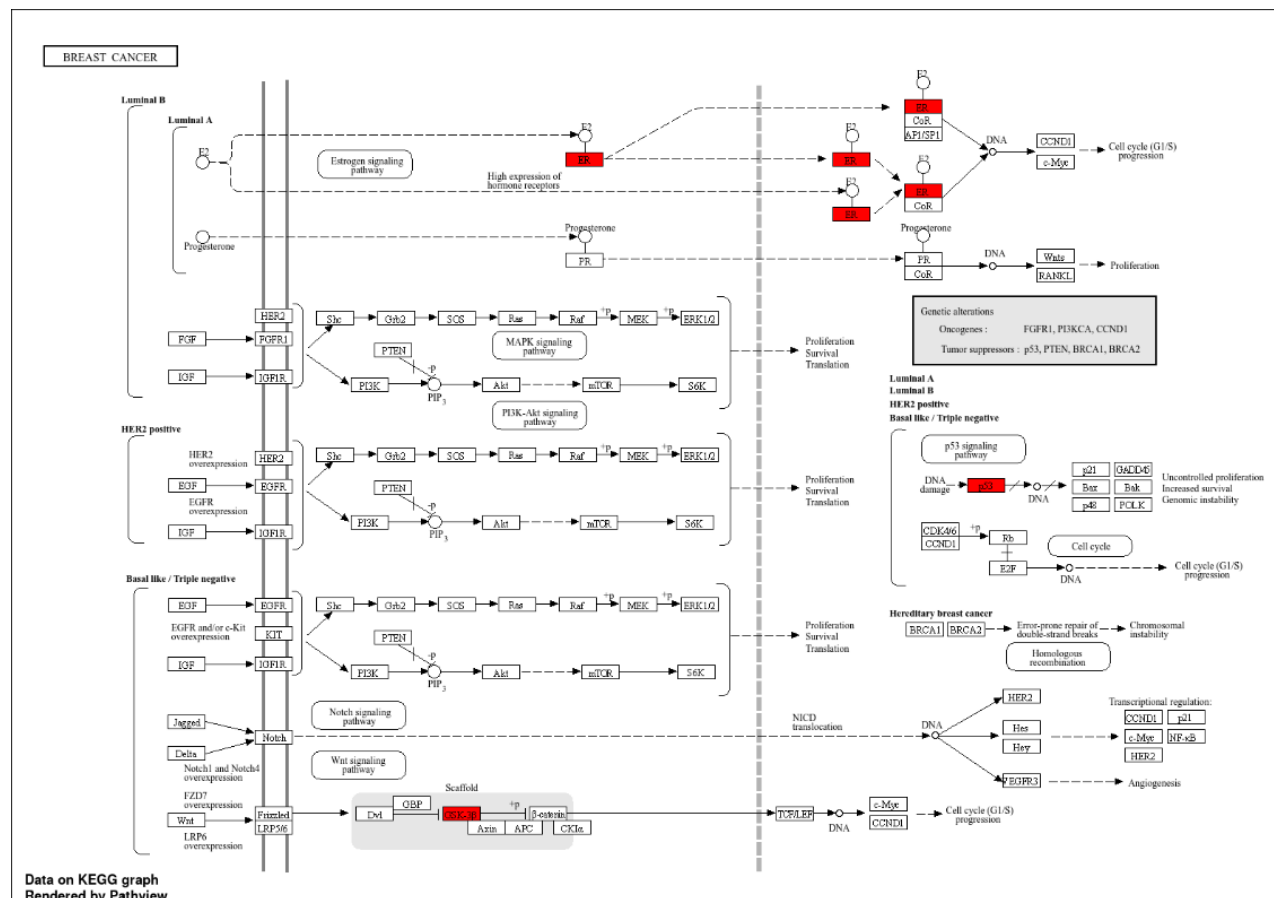 BREAST CANCER
Luminal B
Luminal A
E2
Estrogen signaling
pathway
High expression of
hormone receptors
E2
ER
E2
ER
CoR
AP1/SP1
E2
ER
E2
ER
E2
ER
CoR
DNA
CCND1
c-Myc
Cell cycle (G1/S)
progression
Progesterone
Progesterone
PR
Progesterone
PR
CoR
DNA
Wnts
RANKL
Proliferation
HER2
FGF
FGFR1
IGF
IGF1R
Shc
Grb2
SOS
Ras
Raf
+p
MEK
+p
ERK1/2
MAPK signaling
pathway
PTEN
PI3K
-p
PIP3
Akt
mTOR
S6K
PI3K-Akt signaling
pathway
Proliferation
Survival
Translation
Genetic alterations
Oncogenes : FGFR1, PI3KCA, CCND1
Tumor suppressors : p53, PTEN, BRCA1, BRCA2
HER2 positive
HER2
overexpression
HER2
EGF
EGFR
EGFR
overexpression
IGF
IGF1R
Shc
Grb2
SOS
Ras
Raf
+p
MEK
+p
ERK1/2
PTEN
PI3K
-p
PIP3
Akt
mTOR
S6K
Proliferation
Survival
Translation
Luminal A
Luminal B
HER2 positive
Basal like / Triple negative
p53 signaling
pathway
DNA
damage
p53
DNA
p21
GADD45
Bax
Bak
p48
POLK
Uncontrolled proliferation
Increased survival
Genomic instability
CDK4/6
CCND1
+p
Rb
E2F
Cell cycle
DNA
Cell cycle (G1/S)
progression
Basal like / Triple negative
EGF
EGFR
EGFR and/or c-Kit
overexpression
KIT
IGF
IGF1R
Shc
Grb2
SOS
Ras
Raf
+p
MEK
+p
ERK1/2
PTEN
PI3K
-p
PIP3
Akt
mTOR
S6K
Proliferation
Survival
Translation
Hereditary breast cancer
BRCA1
BRCA2
Error-prone repair of
double-strand breaks
Chromosomal
instability
Homologous
recombination
Notch signaling
pathway
Jagged
Delta
Notch
Notch1 and Notch4
overexpression
NICD
translocation
DNA
HER2
Hes
Hey
VEGFR3
Transcriptional regulation:
CCND1
p21
c-Myc
NF-κB
HER2
Angiogenesis
Wnt signaling
pathway
FZD7
overexpression
Wnt
LRP6
overexpression
Frizzled
LRP5/6
Scaffold
Dvl
GBP
GSK-3β
+p
β-catenin
Axin
APC
CKIα
TCF/LEF
DNA
c-Myc
CCND1
Cell cycle (G1/S)
progression
Data on KEGG graph
Rendered by Pathview